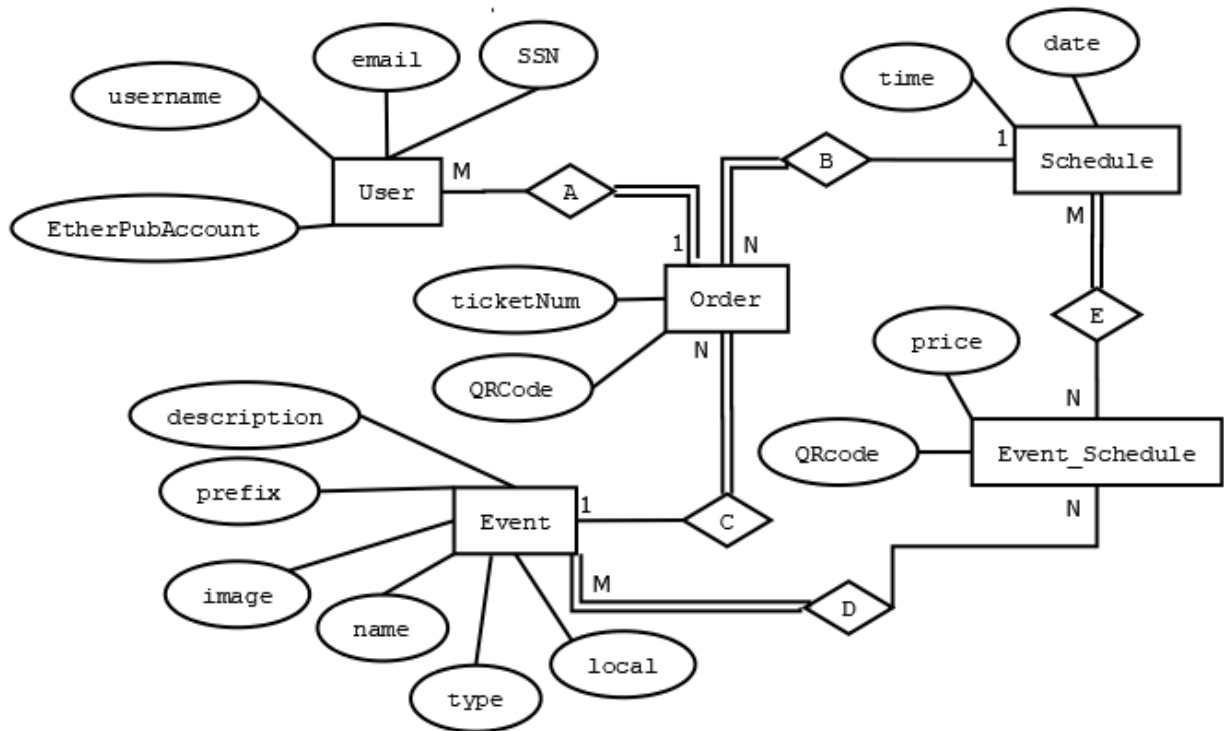 email
SSN
date
time
username
1
B
Schedule
User
M
A
M
EtherPubAccount
1
N
ticketNum
Order
E
N
price
QRCode
N
description
QRcode
Event_Schedule
prefix
1
N
Event
C
M
image
D
name
local
type